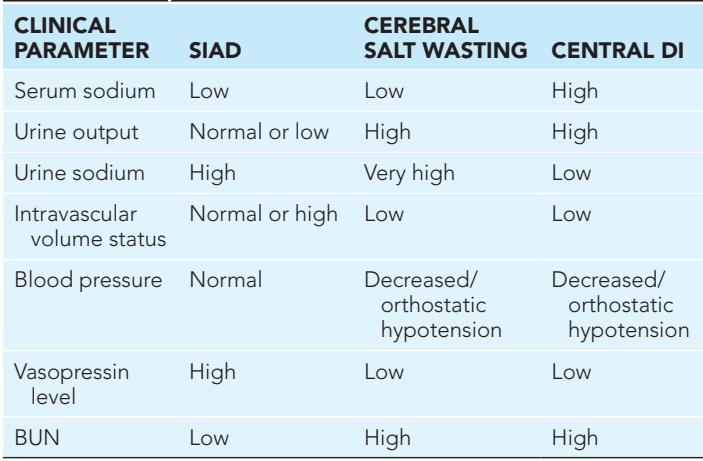 CLINICAL PARAMETER SIAD CEREBRAL SALT WASTING CENTRAL DI
Serum sodium Low Low High
Urine output Normal or low High High
Urine sodium High Very high Low
Intravascular volume status Normal or high Low Low
Blood pressure Normal Decreased/ orthostatic hypotension Decreased/ orthostatic hypotension
Vasopressin level High Low Low
BUN Low High High